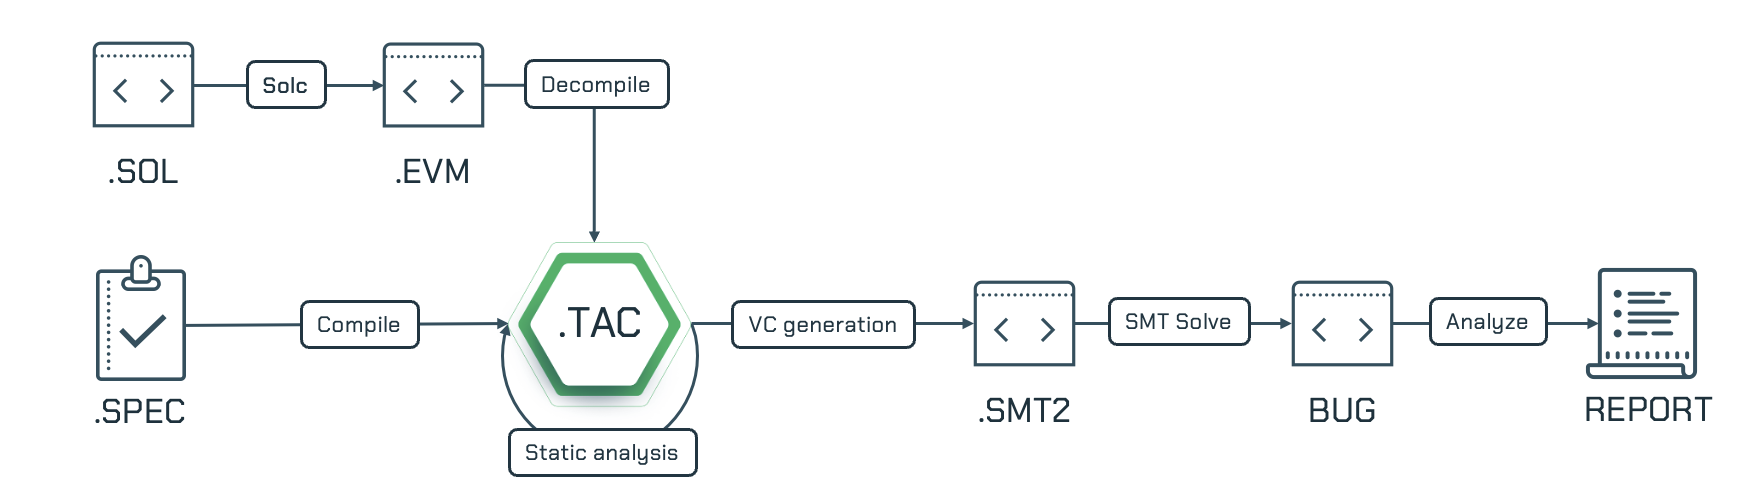 Solc
Decompile
.SOL
.EVM
Compile
.TAC
VC generation
SMT Solve
Analyze
.SPEC
.SMT2
BUG
REPORT
Static analysis